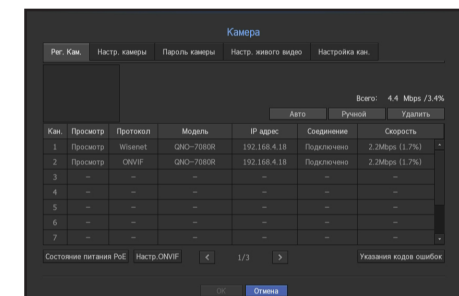 Камера
Рег. Кам. Настр. камеры Пароль камеры Настр. живого видео Настройка кан.
Всего: 4.4 Mbps /3.4%
Авто Ручной Удалить
Кан. Просмотр Протокол Модель IP адрес Соединение Скорость
1 Просмотр Wisenet QNO-7080R 192.168.4.18 Подключено 2.2Mbps (1.7%)
2 Просмотр ONVIF QNO-7080R 192.168.4.18 Подключено 2.2Mbps (1.7%)
3 – – – – – –
4 – – – – – –
5 – – – – – –
6 – – – – – –
7 – – – – – –
Состояние питания PoE Настр.ONVIF < 1/3 > Указания кодов ошибок
OK Отмена